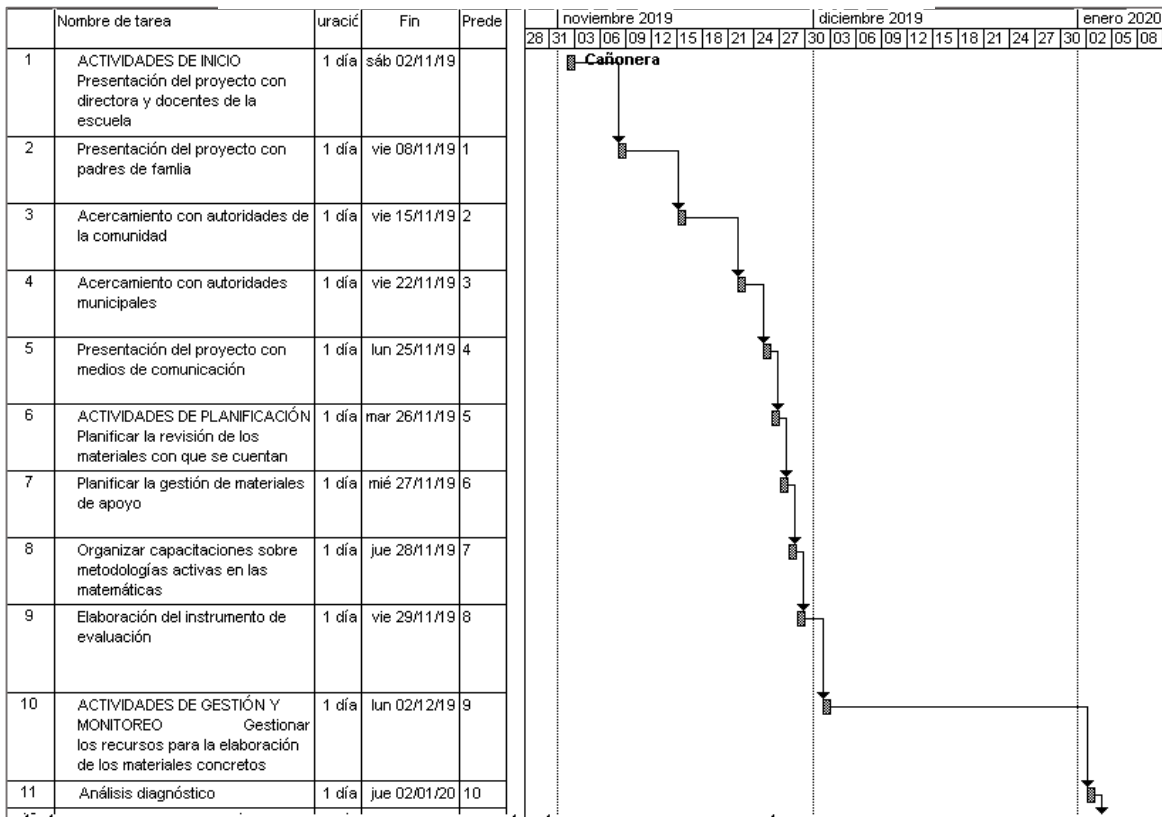 Nombre de tarea uració Fin Prede noviembre 2019 diciembre 2019 enero 2020
28 31 03 06 09 12 15 18 21 24 27 30 03 06 09 12 15 18 21 24 27 30 02 05 08
1 ACTIVIDADES DE INICIO 1 día sáb 02/11/19 Cañonera
Presentación del proyecto con
directora y docentes de la
escuela
2 Presentación del proyecto con 1 día vie 08/11/19 1
padres de famlia
3 Acercamiento con autoridades de 1 día vie 15/11/19 2
la comunidad
4 Acercamiento con autoridades 1 día vie 22/11/19 3
municipales
5 Presentación del proyecto con 1 día lun 25/11/19 4
medios de comunicación
6 ACTIVIDADES DE PLANIFICACIÓN 1 día mar 26/11/19 5
Planificar la revisión de los
materiales con que se cuentan
7 Planificar la gestión de materiales 1 día mié 27/11/19 6
de apoyo
8 Organizar capacitaciones sobre 1 día jue 28/11/19 7
metodologías activas en las
matemáticas
9 Elaboración del instrumento de 1 día vie 29/11/19 8
evaluación
10 ACTIVIDADES DE GESTIÓN Y 1 día lun 02/12/19 9
MONITOREO Gestionar
los recursos para la elaboración
de los materiales concretos
11 Análisis diagnóstico 1 día jue 02/01/20 10